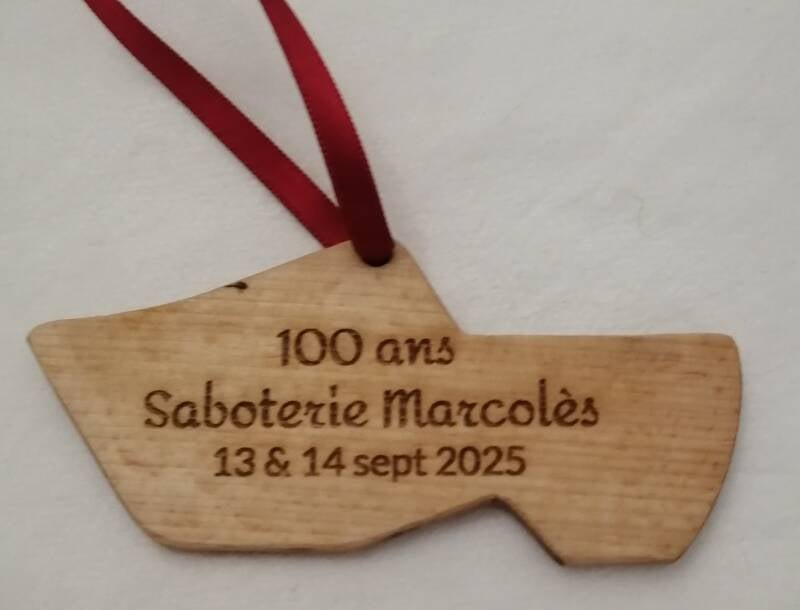 100 ans
Saboterie Marcolès
13 & 14 sept 2025